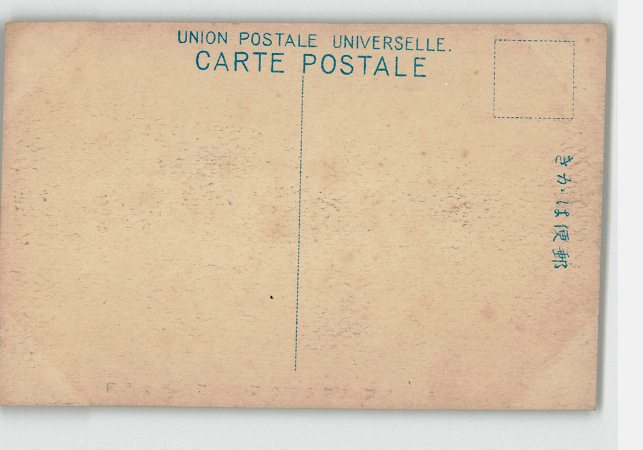 UNION POSTALE UNIVERSELLE.
CARTE POSTALE
きがは便郵